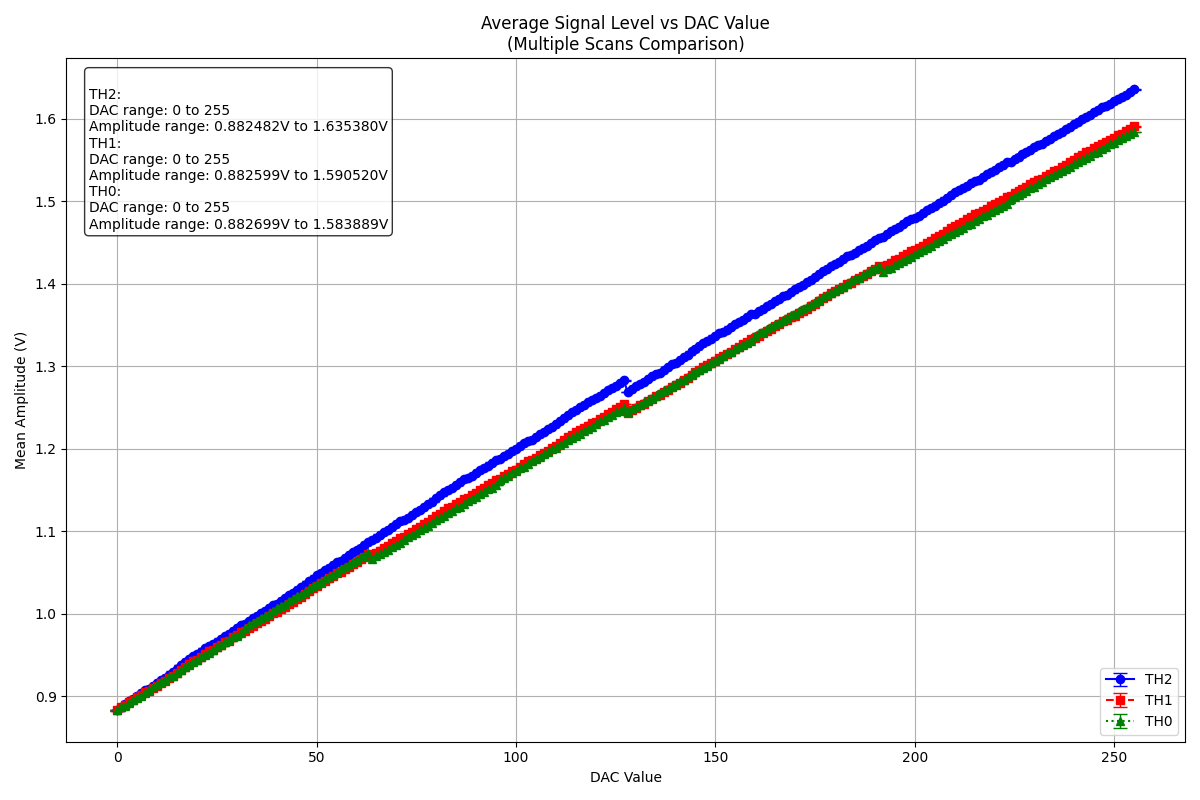 Average Signal Level vs DAC Value
(Multiple Scans Comparison)
TH2:
DAC range: 0 to 255
Amplitude range: 0.882482V to 1.635380V
TH1:
DAC range: 0 to 255
Amplitude range: 0.882599V to 1.590520V
TH0:
DAC range: 0 to 255
Amplitude range: 0.882699V to 1.583889V
Mean Amplitude (V)
1.6
1.5
1.4
1.3
1.2
1.1
1.0
0.9
0
50
100
150
200
250
DAC Value
TH2
TH1
TH0